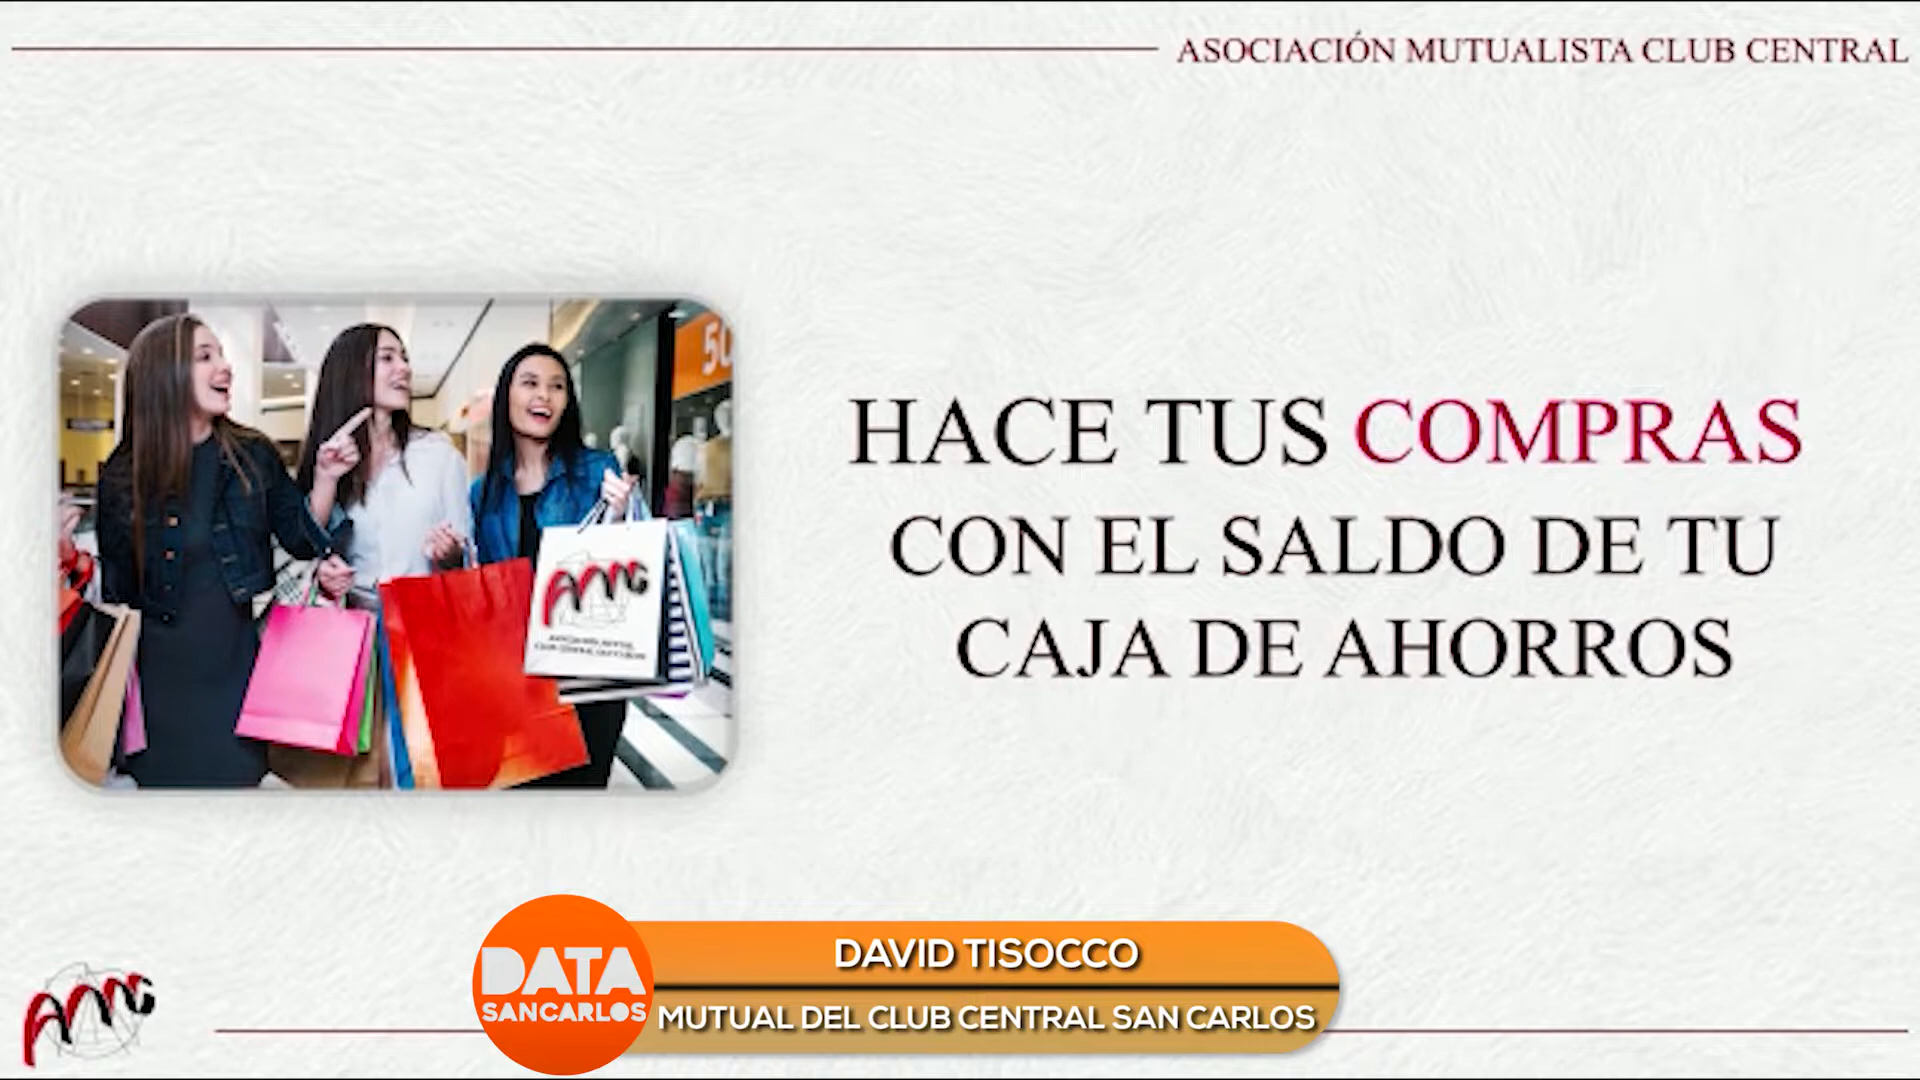 ASOCIACIÓN MUTUALISTA CLUB CENTRAL
50
HACE TUS COMPRAS
CON EL SALDO DE TU
CAJA DE AHORROS
DATA
SANCARLOS
DAVID TISOCCO
MUTUAL DEL CLUB CENTRAL SAN CARLOS